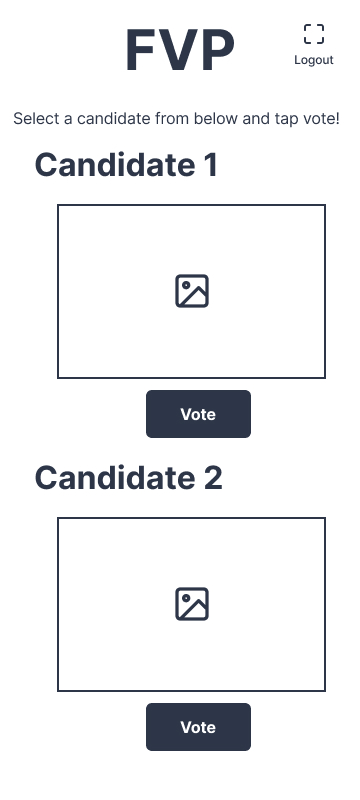 FVP
Logout
Select a candidate from below and tap vote!
Candidate 1
Vote
Candidate 2
Vote